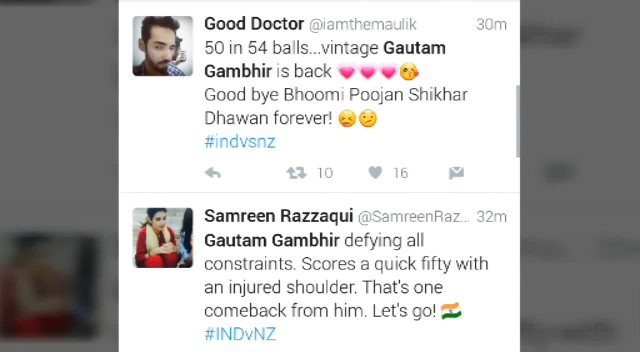 Good Doctor @iamthemaulik 30m
50 in 54 balls...vintage Gautam
Gambhir is back 💗💗💗😘
Good bye Bhoomi Poojan Shikhar
Dhawan forever! 😝😕
#indvsnz
10 16
Samreen Razzaqui @SamreenRaz... 32m
Gautam Gambhir defying all
constraints. Scores a quick fifty with
an injured shoulder. That's one
comeback from him. Let's go! 🇮🇳
#INDvNZ